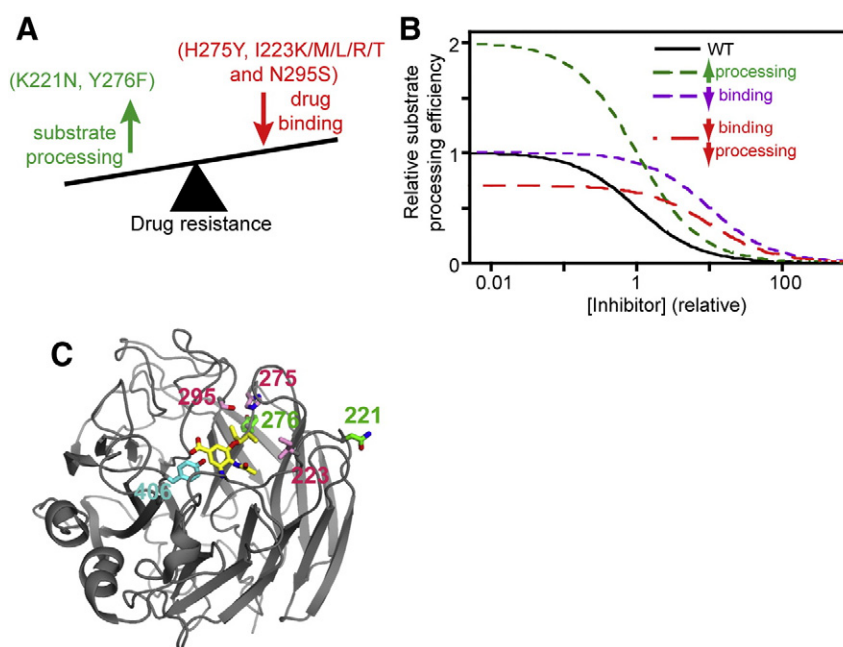 A
(H275Y, I223K/M/L/R/T
and N295S)
(K221N, Y276F)
drug
binding
substrate
processing
Drug resistance
B
Relative substrate
processing efficiency
2
1
0
0.01
1
100
[Inhibitor] (relative)
WT
processing
binding
binding
processing
C
275
295
276
221
223
406